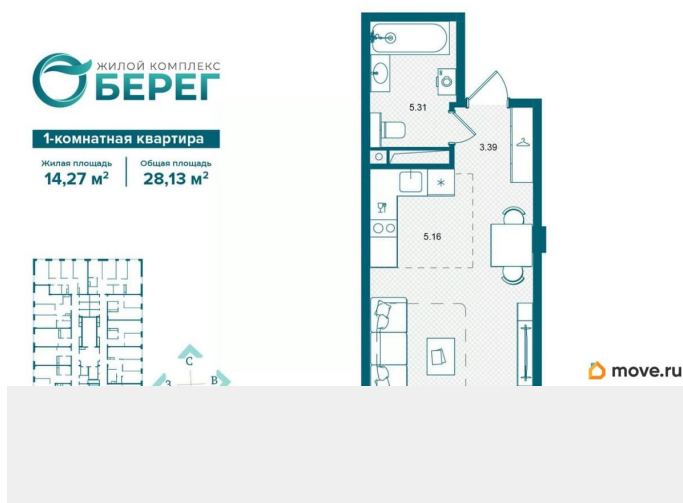 ЖИЛОЙ КОМПЛЕКС
БЕРЕГ
1-комнатная квартира
Жилая площадь
14,27 м²
Общая площадь
28,13 м²
5.31
3.39
5.16
С
З
В
move.ru